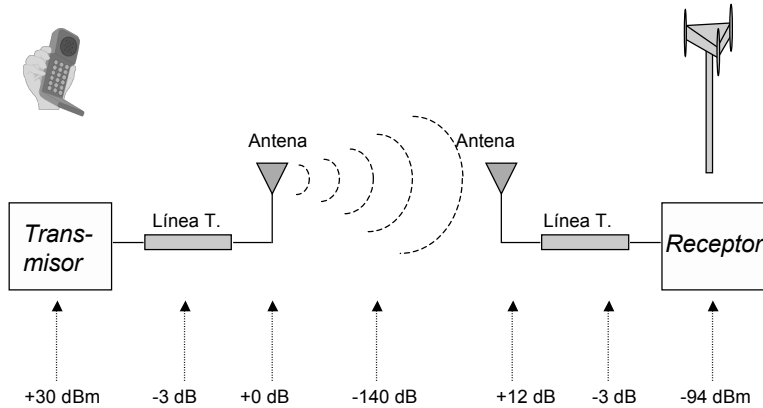 Antena
Antena
Línea T.
Línea T.
Trans-
misor
Receptor
+30 dBm
-3 dB
+0 dB
-140 dB
+12 dB
-3 dB
-94 dBm